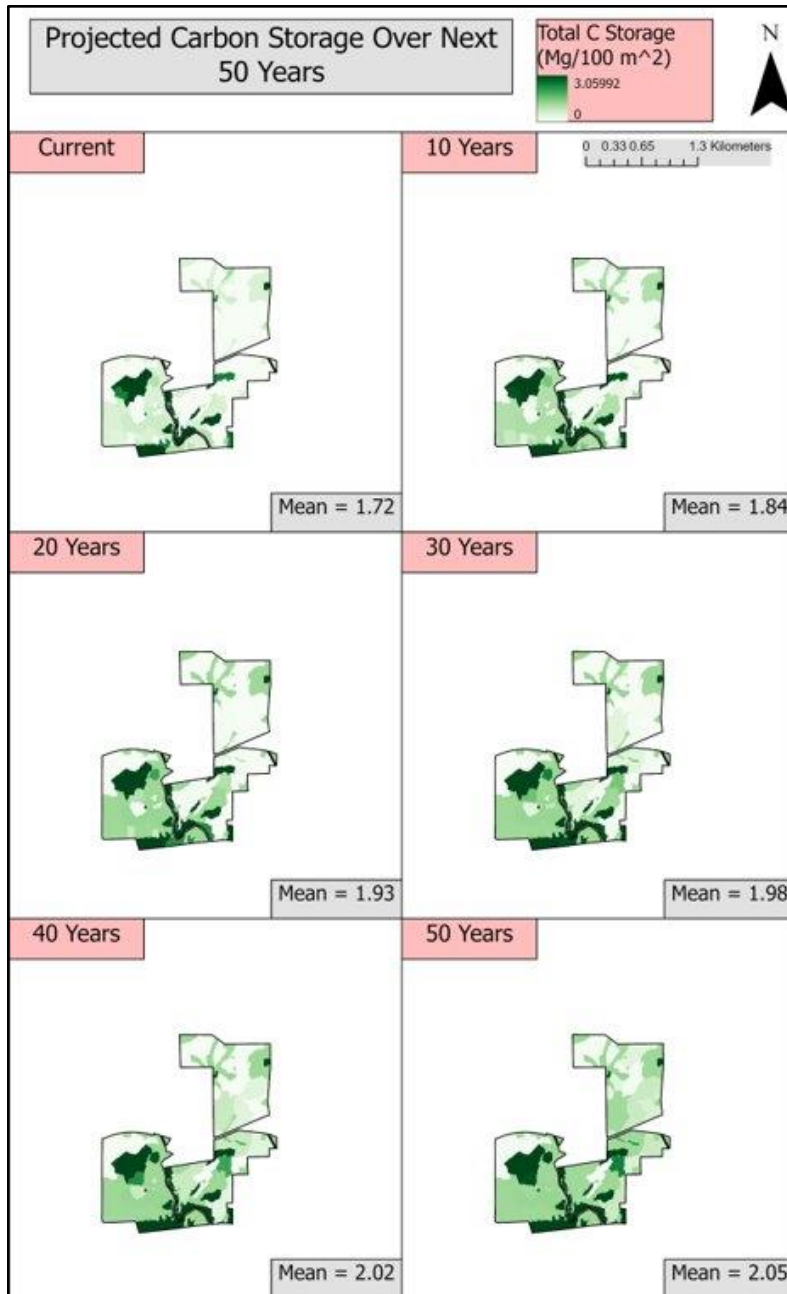 Projected Carbon Storage Over Next
50 Years
Total C Storage
(Mg/100 m^2)
3.05992
0
N
Current
10 Years
0 0.33 0.65 1.3 Kilometers
Mean = 1.72
Mean = 1.84
20 Years
30 Years
Mean = 1.93
Mean = 1.98
40 Years
50 Years
Mean = 2.02
Mean = 2.05